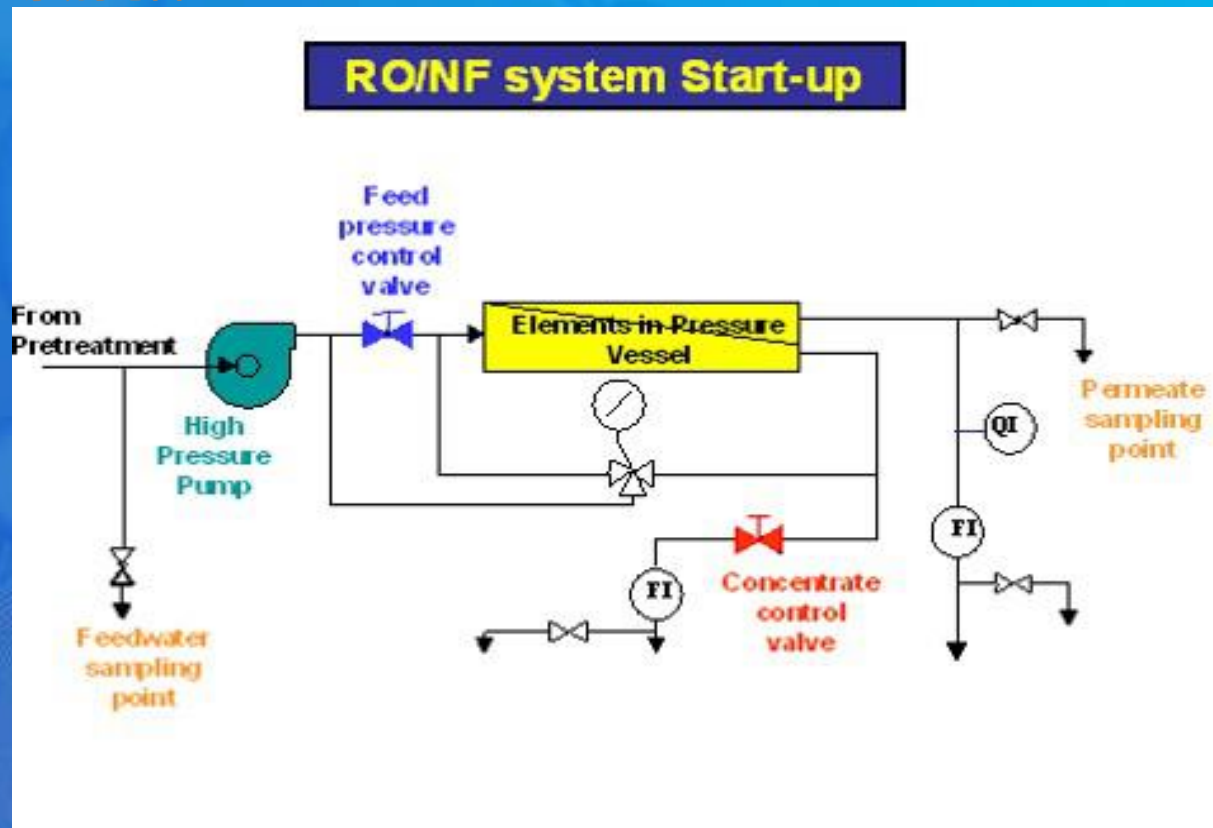 RO/NF system Start-up
Feed
pressure
control
valve
From
Pretreatment
Elements in Pressure
Vessel
High
Pressure
Pump
QI
Permeate
sampling
point
FI
FI
Concentrate
control
valve
Feedwater
sampling
point